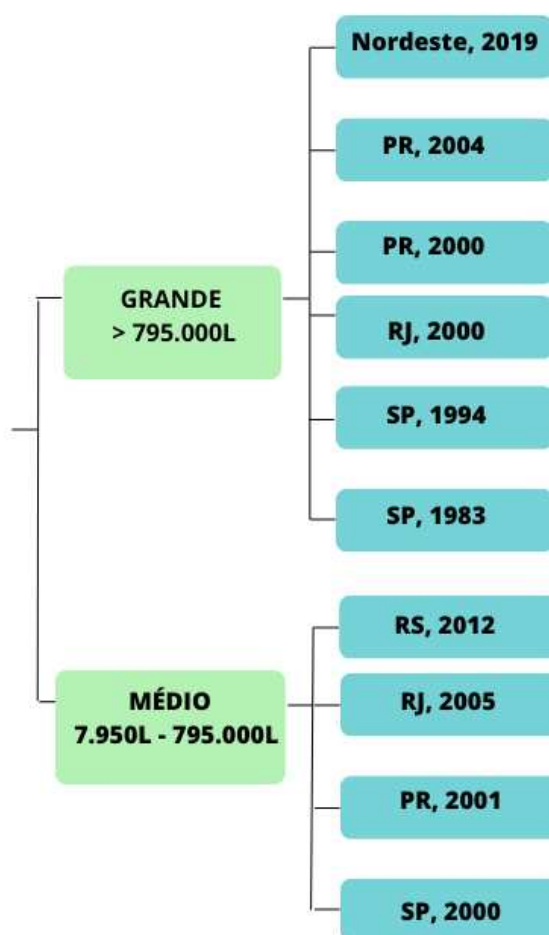 Nordeste, 2019
PR, 2004
PR, 2000
GRANDE
> 795.000L
RJ, 2000
SP, 1994
SP, 1983
RS, 2012
MÉDIO
7.950L - 795.000L
RJ, 2005
PR, 2001
SP, 2000